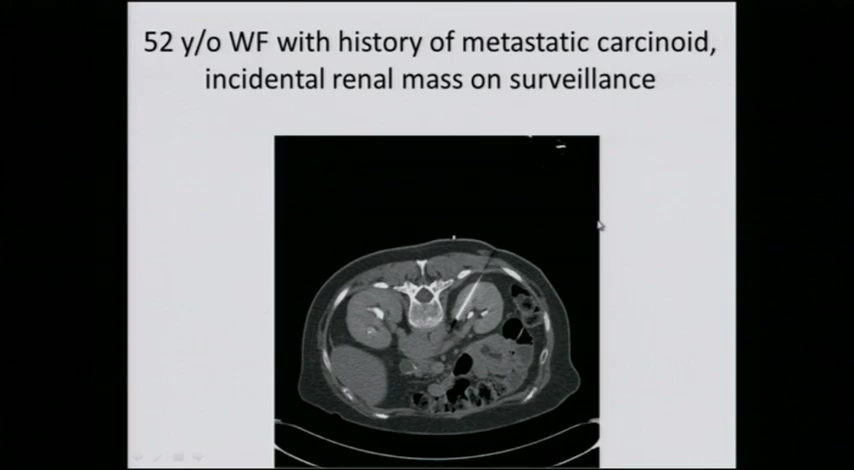 52 y/o WF with history of metastatic carcinoid,
incidental renal mass on surveillance